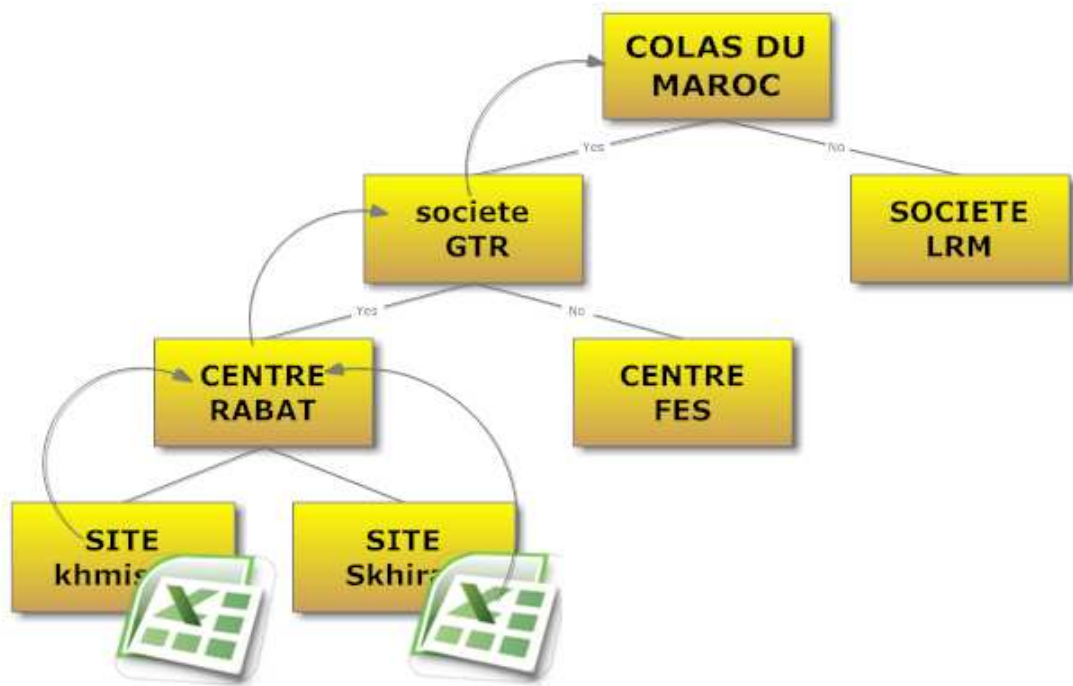 COLAS DU
MAROC
Yes
No
societe
GTR
SOCIETE
LRM
Yes
No
CENTRE
RABAT
CENTRE
FES
SITE
SITE